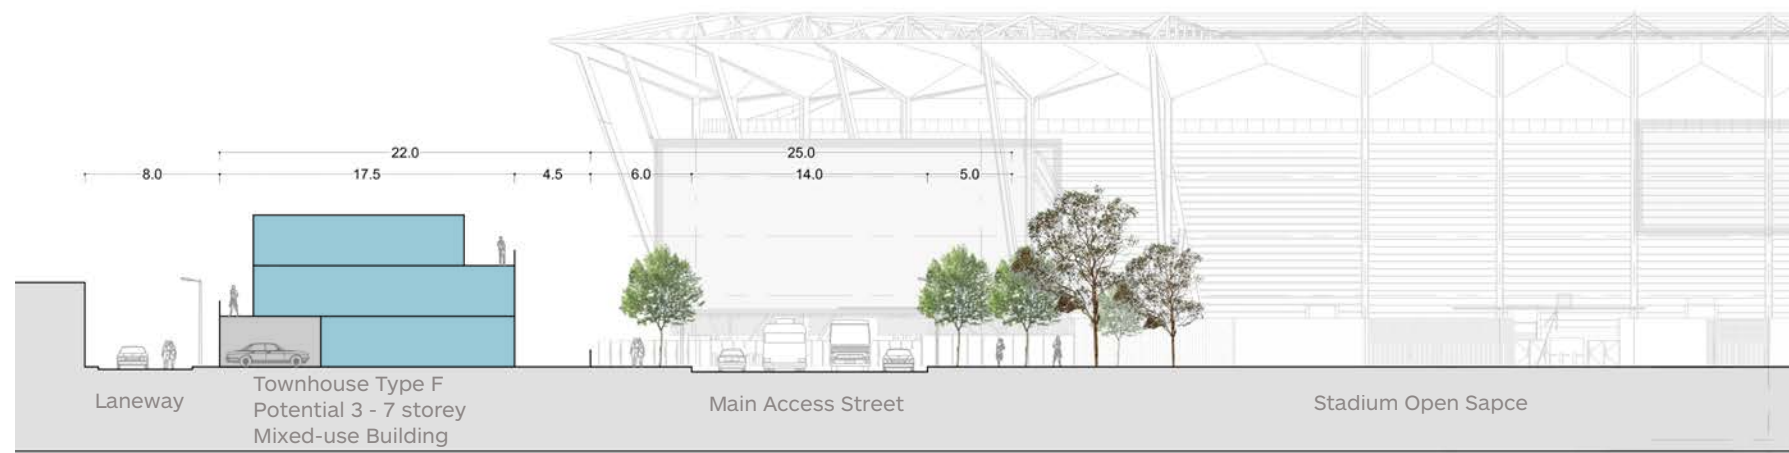 22.0 25.0
8.0 17.5 4.5 6.0 14.0 5.0
Laneway
Townhouse Type F
Potential 3 - 7 storey
Mixed-use Building
Main Access Street
Stadium Open Sapce